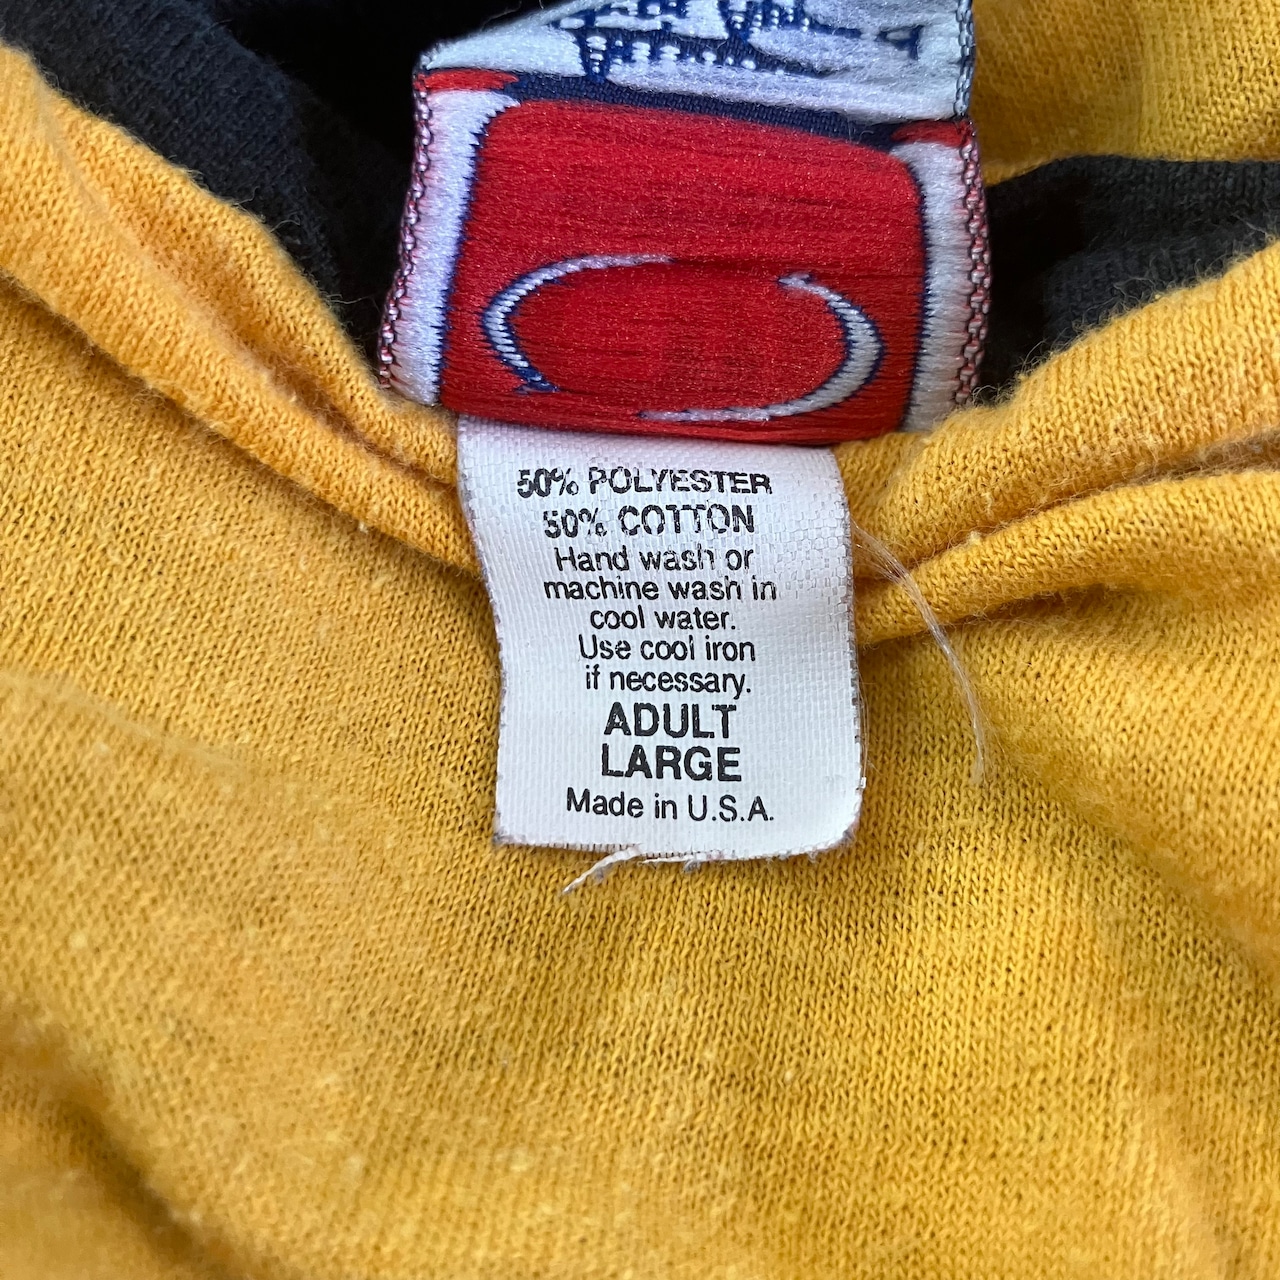 50% POLYESTER
50% COTTON
Hand wash or
machine wash in
cool water.
Use cool iron
if necessary.
ADULT
LARGE
Made in U.S.A.